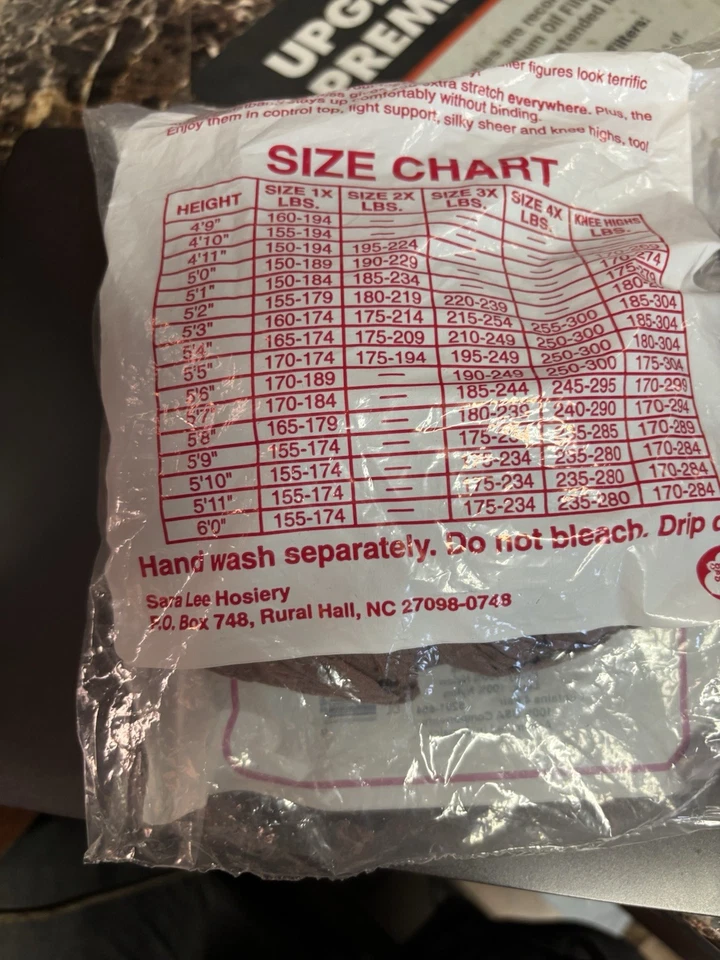 UPG
PREM
figures look terrific
extra stretch everywhere. Plus, the
stays up comfortably without binding.
Enjoy them in control top, light support, silky sheer and knee highs, too!
SIZE CHART
HEIGHT SIZE 1X LBS. SIZE 2X LBS. SIZE 3X LBS. SIZE 4X LBS. KNEE HIGHS LBS.
4'9" 160-194 — — —
4'10" 155-194 — — —
4'11" 150-194 195-224 — —
5'0" 150-189 190-229 — —
5'1" 150-184 185-234 — —
5'2" 155-179 180-219 220-239 —
5'3" 160-174 175-214 215-254 255-300 185-304
5'4" 165-174 175-209 210-249 250-300 185-304
5'5" 170-174 175-194 195-249 250-300 180-304
5'6" 170-189 — 190-249 250-300 175-304
5'7" 170-184 — 185-244 245-295 170-299
5'8" 165-179 — 180-239 240-290 170-294
5'9" 155-174 — 170-289
5'10" 155-174 — 235-280 170-284
5'11" 155-174 — 175-234 235-280 170-284
6'0" 155-174 — 175-234 235-280 170-284
Hand wash separately. Do not bleach. Drip
Sara Lee Hosiery
P.O. Box 748, Rural Hall, NC 27098-0748